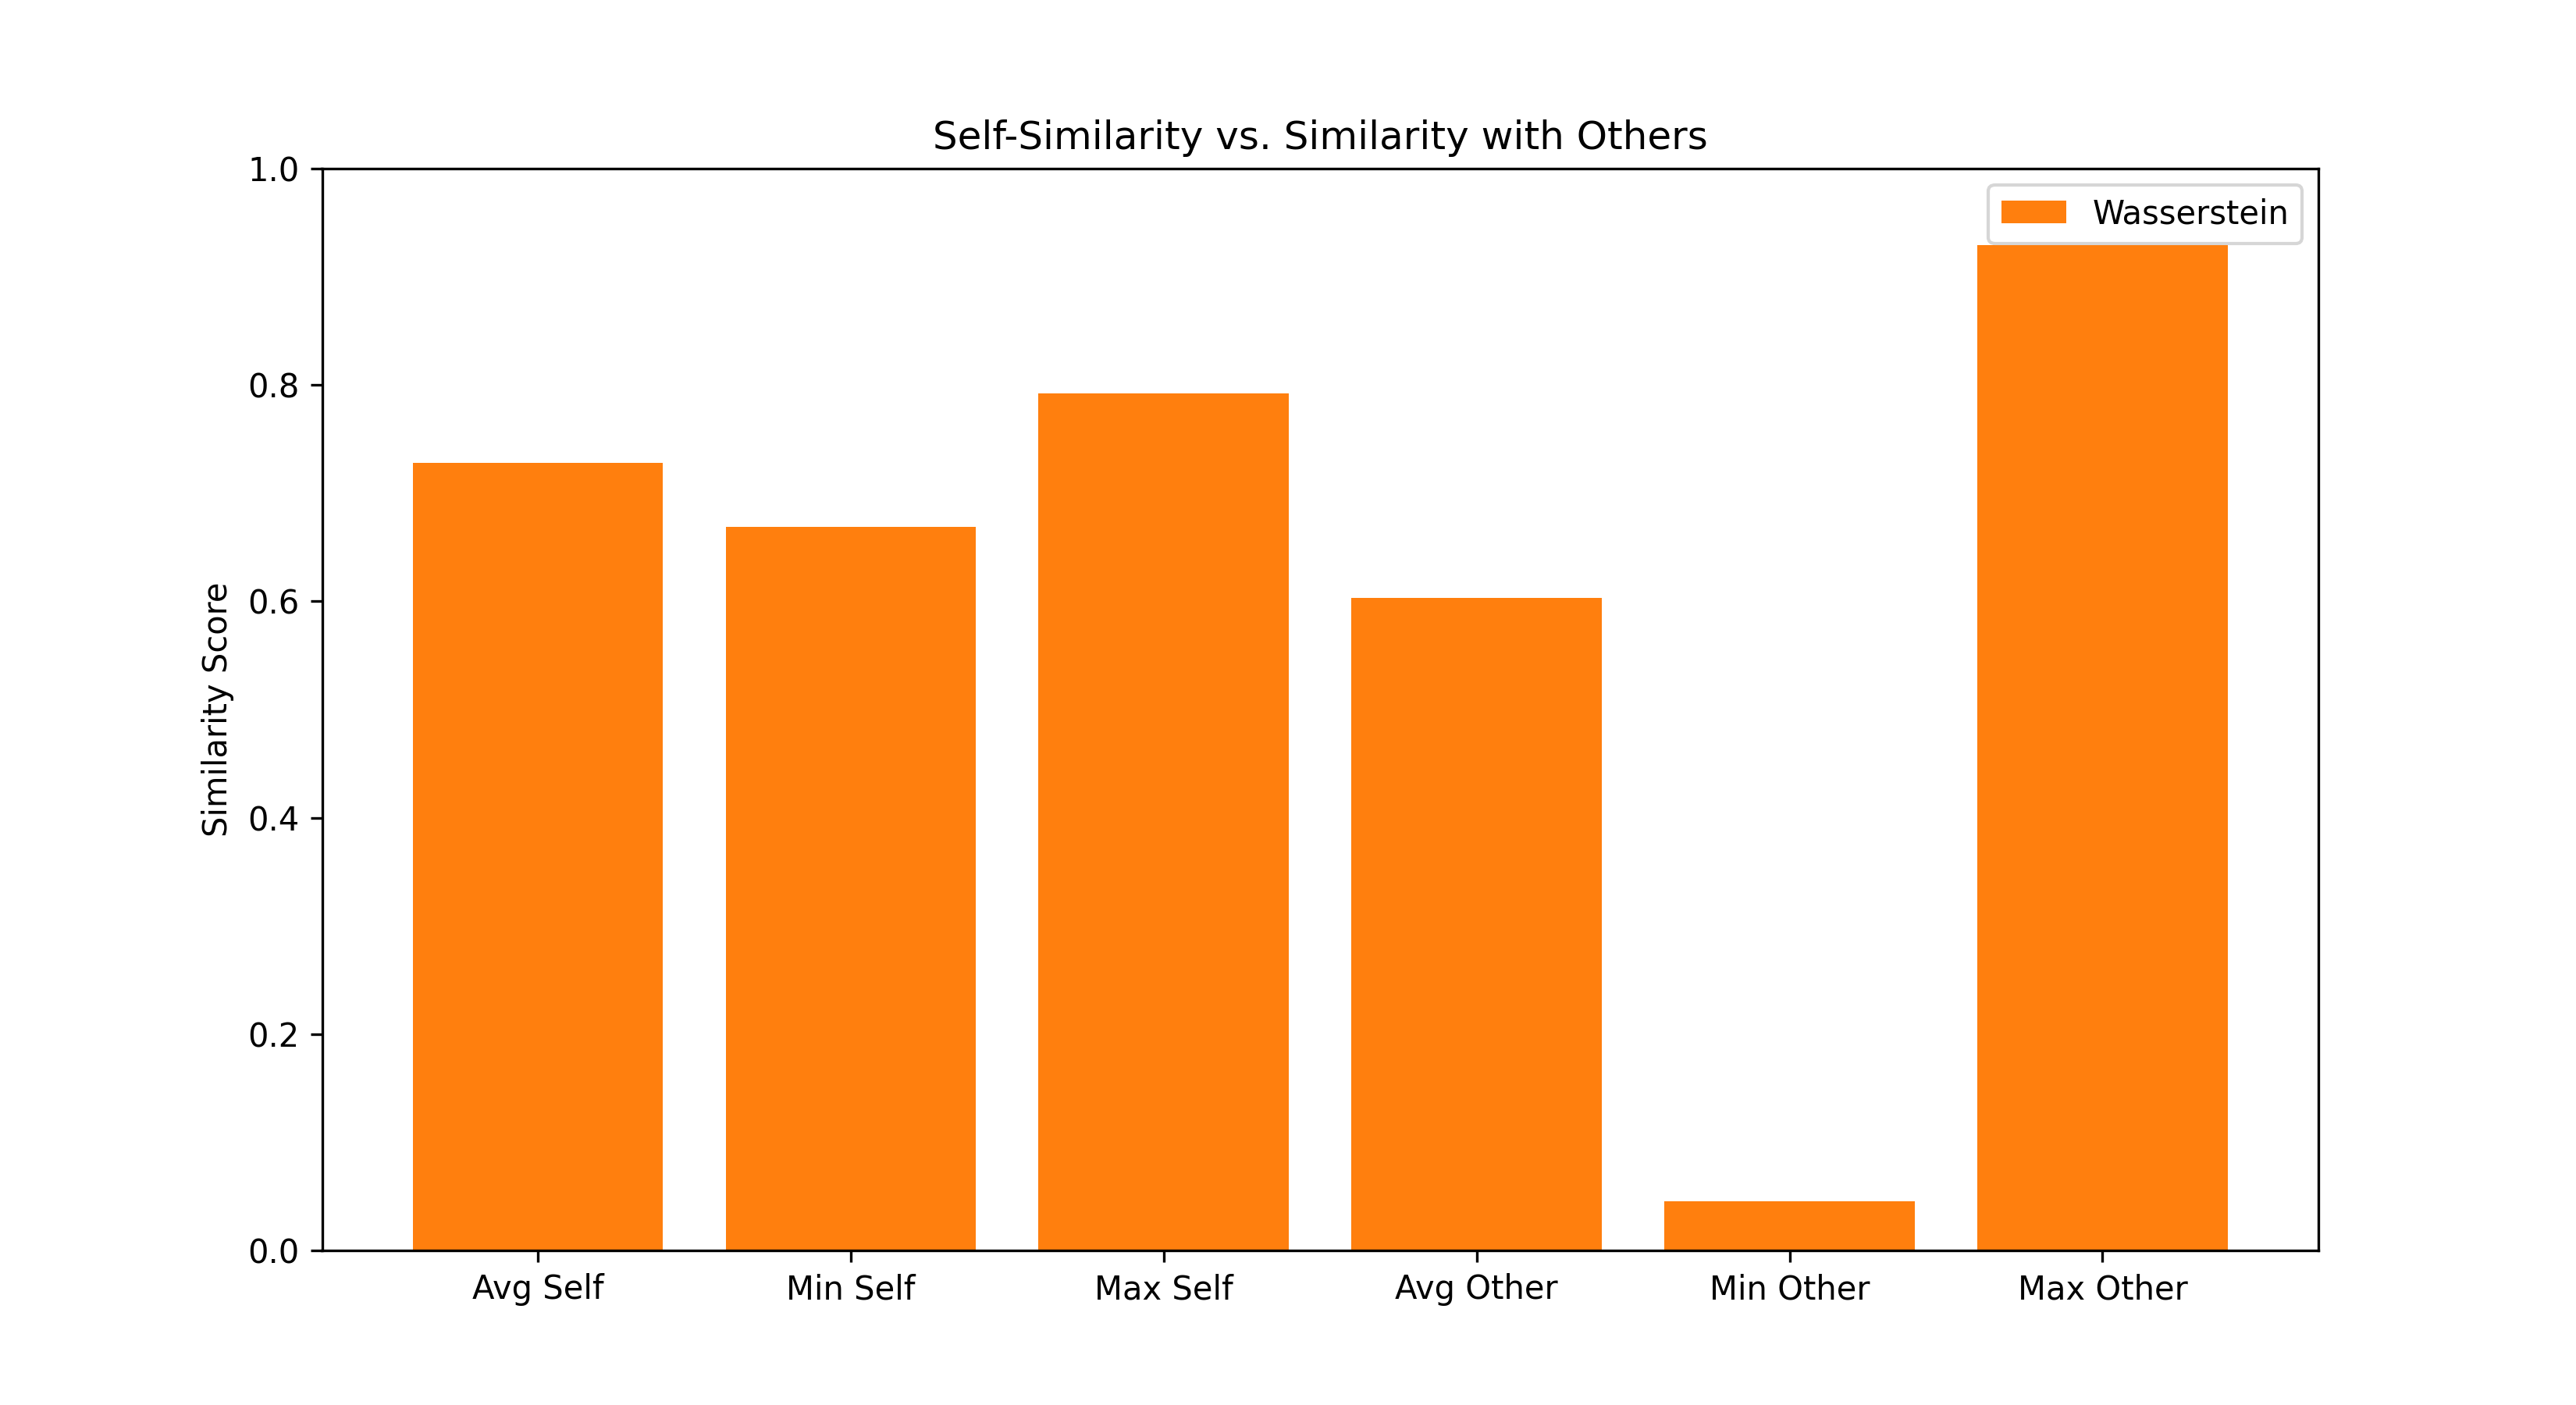 Self-Similarity vs. Similarity with Others
Wasserstein
Similarity Score
1.0
0.8
0.6
0.4
0.2
0.0
Avg Self Min Self Max Self Avg Other Min Other Max Other